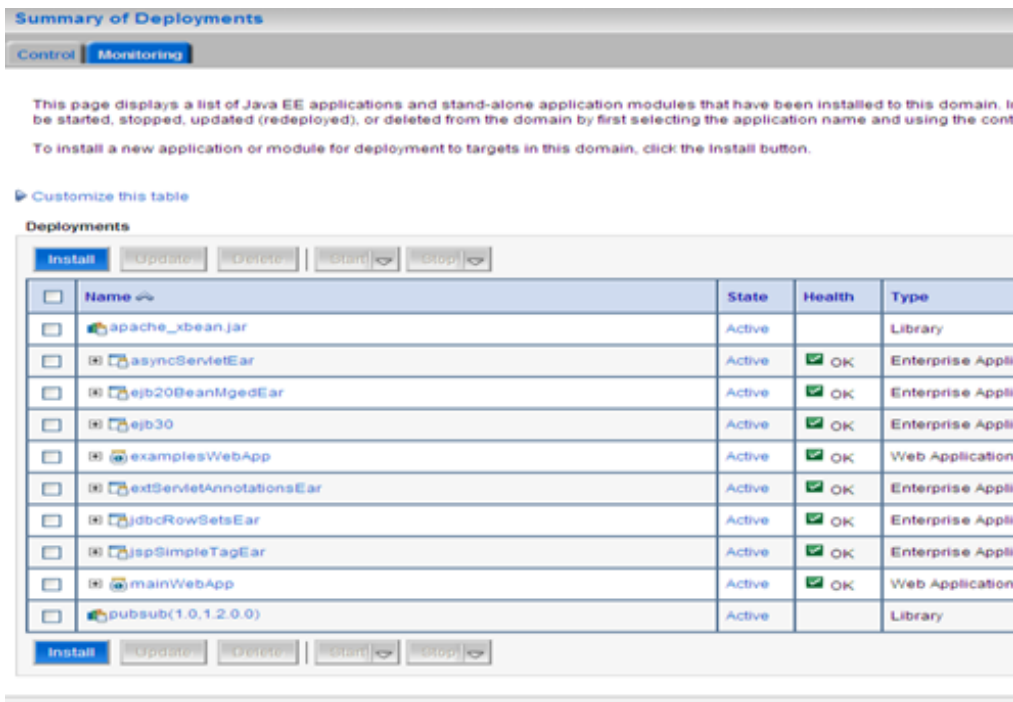 Summary of Deployments
Control Monitoring
This page displays a list of Java EE applications and stand-alone application modules that have been installed to this domain.
be started, stopped, updated (redeployed), or deleted from the domain by first selecting the application name and using the
To install a new application or module for deployment to targets in this domain, click the Install button.
Customize this table
Deployments
Install Update Delete Start Stop
Name State Health Type
apache_xbean.jar Active Library
asyncServletEar Active OK Enterprise Appli
ejb20BeanMgedEar Active OK Enterprise Appli
ejb30 Active OK Enterprise Appli
examplesWebApp Active OK Web Application
extServletAnnotationsEar Active OK Enterprise Appli
jdbcRowSetsEar Active OK Enterprise Appli
jspSimpleTagEar Active OK Enterprise Appli
mainWebApp Active OK Web Application
pubsub(1.0,1.2.0.0) Active Library
Install Update Delete Start Stop